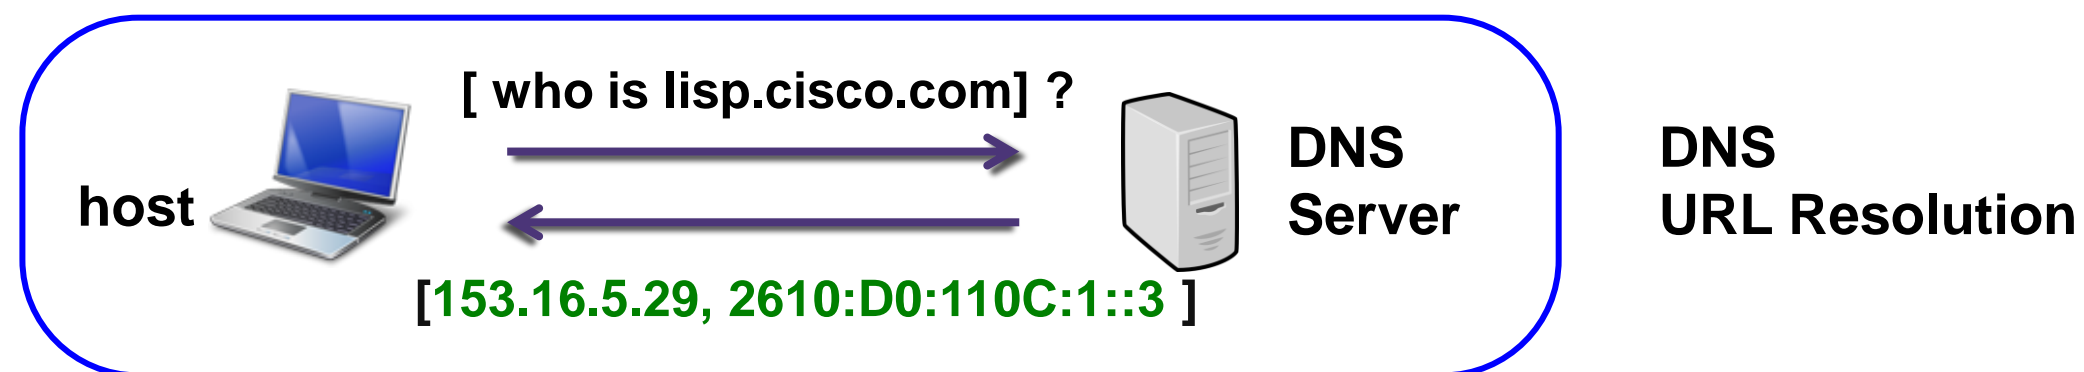 [ who is lisp.cisco.com] ?
host
DNS
Server
[153.16.5.29, 2610:D0:110C:1::3 ]
DNS
URL Resolution